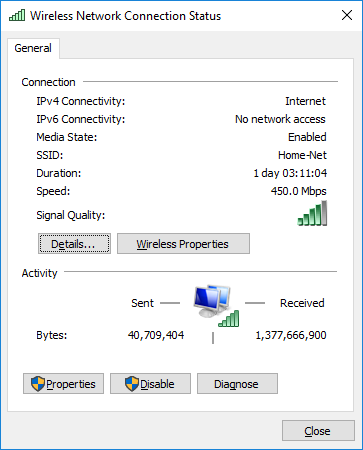 Wireless Network Connection Status
General
Connection
IPv4 Connectivity: Internet
IPv6 Connectivity: No network access
Media State: Enabled
SSID: Home-Net
Duration: 1 day 03:11:04
Speed: 450.0 Mbps
Signal Quality:
Details... Wireless Properties
Activity
Sent Received
Bytes: 40,709,404 1,377,666,900
Properties Disable Diagnose
Close